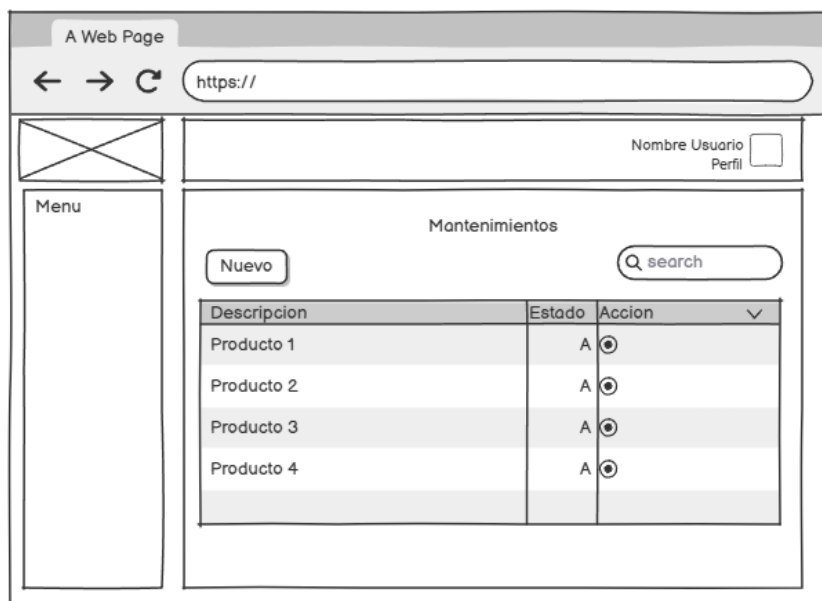 A Web Page
https://
Nombre Usuario
Perfil
Menu
Mantenimientos
Nuevo
search
Descripcion Estado Accion
Producto 1 A
Producto 2 A
Producto 3 A
Producto 4 A